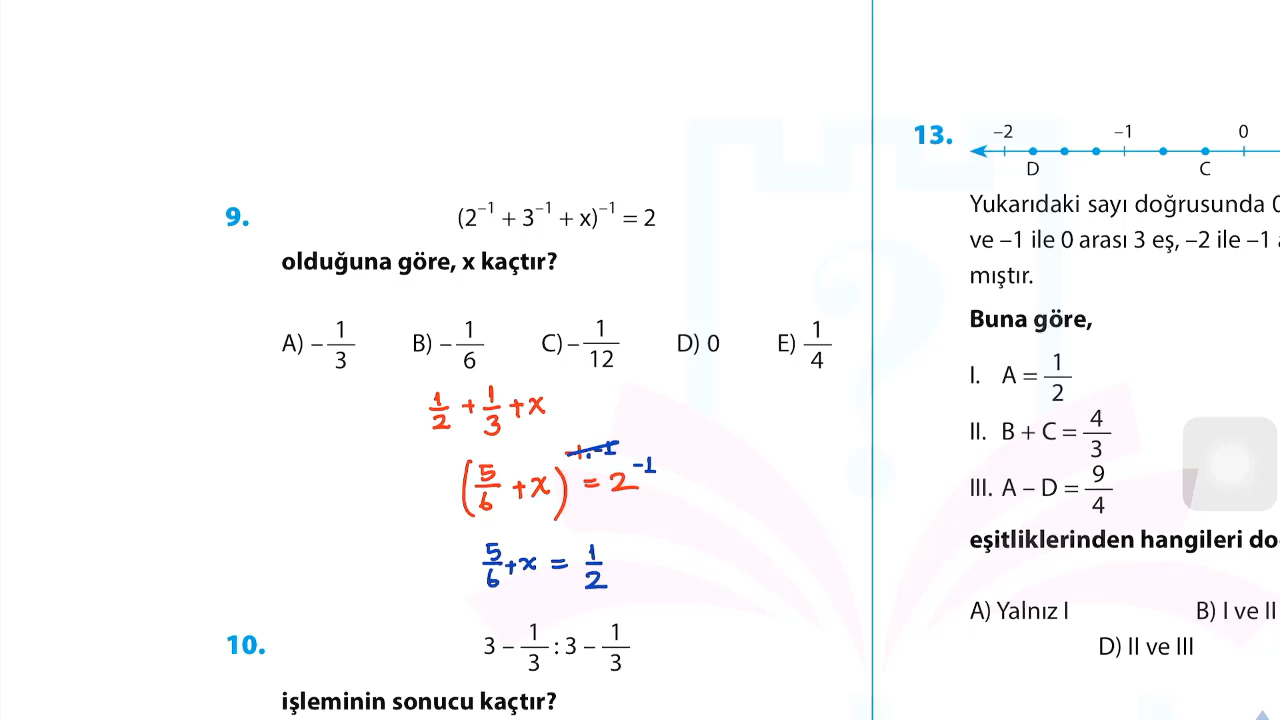 9.
(2⁻¹ + 3⁻¹ + x)⁻¹ = 2
olduğuna göre, x kaçtır?
A) – 1/3 B) – 1/6 C) – 1/12 D) 0 E) 1/4
1/2 + 1/3 + x
(5/6 + x)⁻¹·⁻¹ = 2⁻¹
5/6 + x = 1/2
10.
3 – 1/3 : 3 – 1/3
işleminin sonucu kaçtır?
13.
–2 –1 0
D C
Yukarıdaki sayı doğrusunda 0
ve –1 ile 0 arası 3 eş, –2 ile –1 a
mıştır.
Buna göre,
I. A = 1/2
II. B + C = 4/3
III. A – D = 9/4
eşitliklerinden hangileri do
A) Yalnız I B) I ve II
D) II ve III